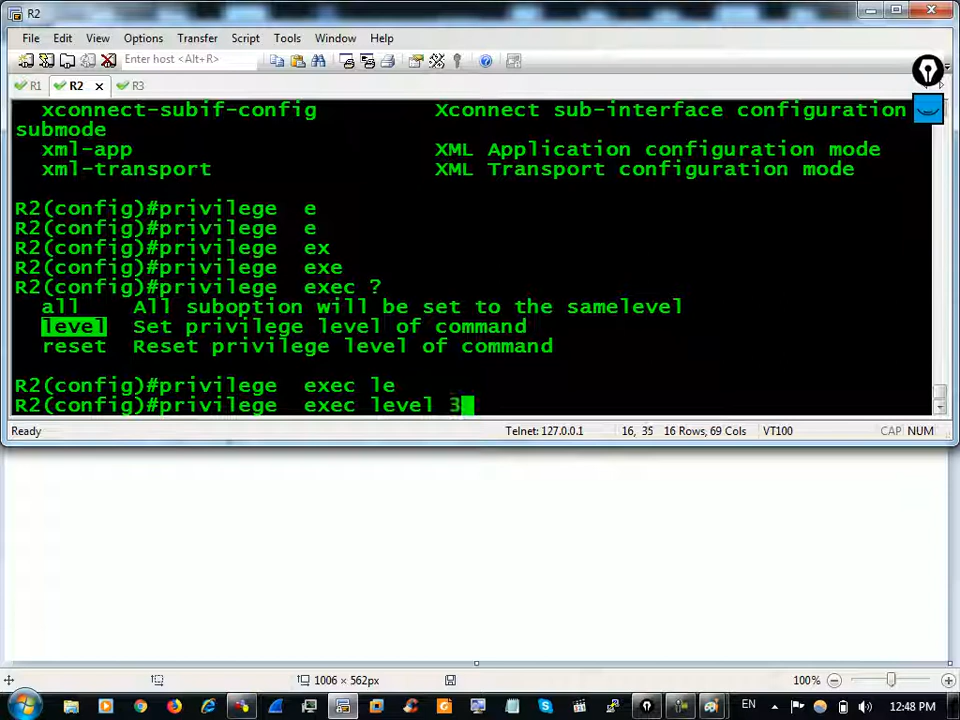 R2
File Edit View Options Transfer Script Tools Window Help
Enter host <Alt+R>
R1 R2 × R3
xconnect-subif-config Xconnect sub-interface configuration
submode
xml-app XML Application configuration mode
xml-transport XML Transport configuration mode
R2(config)#privilege e
R2(config)#privilege e
R2(config)#privilege ex
R2(config)#privilege exe
R2(config)#privilege exec ?
all All suboption will be set to the samelevel
level Set privilege level of command
reset Reset privilege level of command
R2(config)#privilege exec le
R2(config)#privilege exec level 3
Ready Telnet: 127.0.0.1 16, 35 16 Rows, 69 Cols VT100 CAP NUM
1006 × 562px 100%
EN 12:48 PM